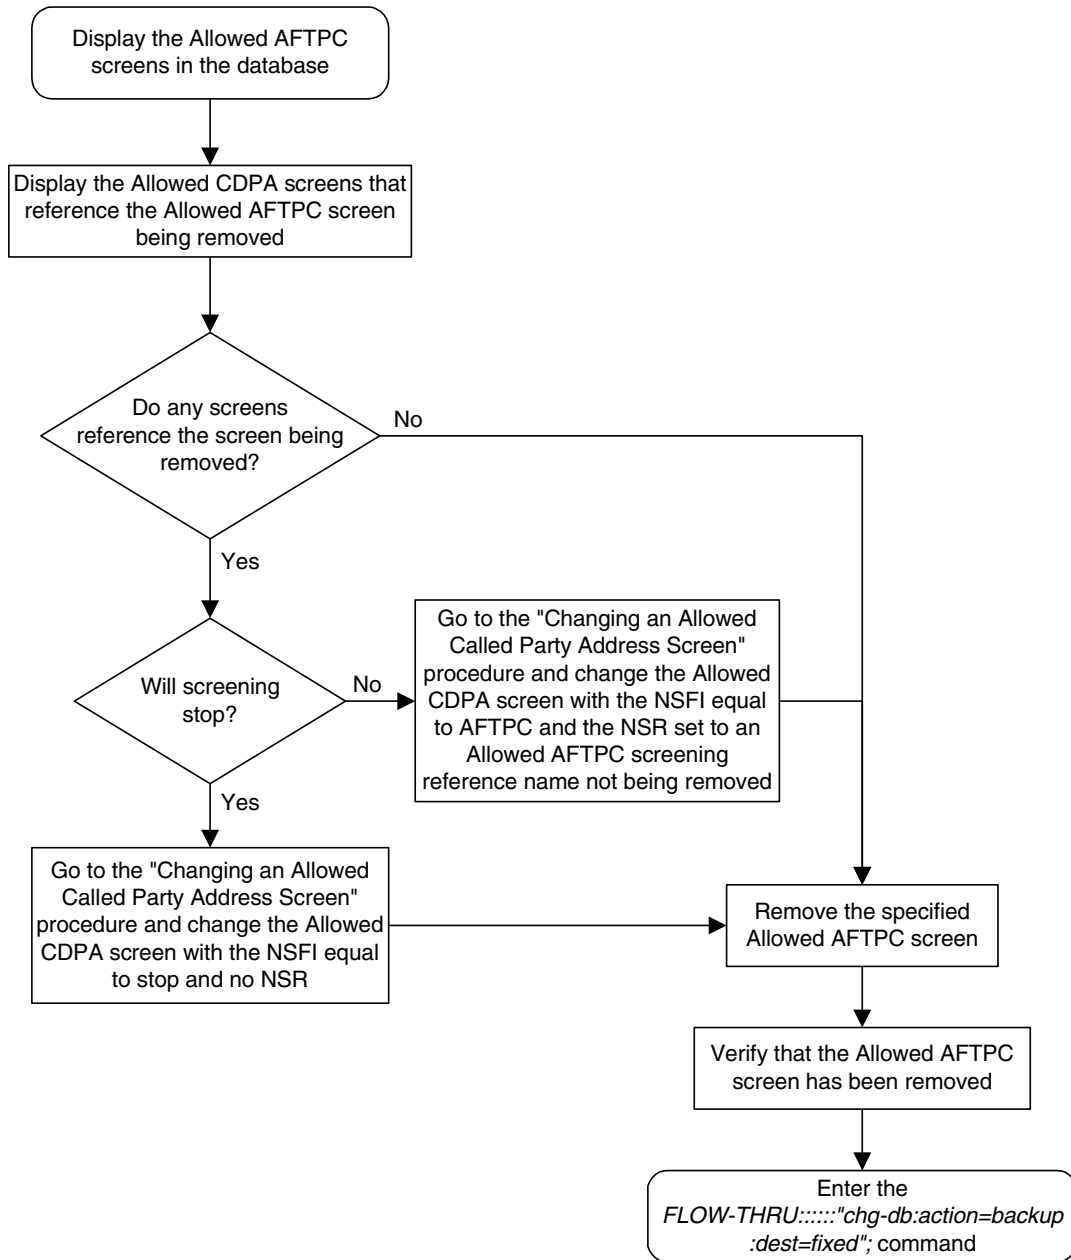 Display the Allowed AFTPC
screens in the database
Display the Allowed CDPA screens that
reference the Allowed AFTPC screen
being removed
Do any screens
reference the screen being
removed?
No
Yes
Will screening
stop?
No
Go to the "Changing an Allowed
Called Party Address Screen"
procedure and change the Allowed
CDPA screen with the NSFI equal
to AFTPC and the NSR set to an
Allowed AFTPC screening
reference name not being removed
Yes
Go to the "Changing an Allowed
Called Party Address Screen"
procedure and change the Allowed
CDPA screen with the NSFI equal
to stop and no NSR
Remove the specified
Allowed AFTPC screen
Verify that the Allowed AFTPC
screen has been removed
Enter the
FLOW-THRU::::::"chg-db:action=backup
:dest=fixed"; command